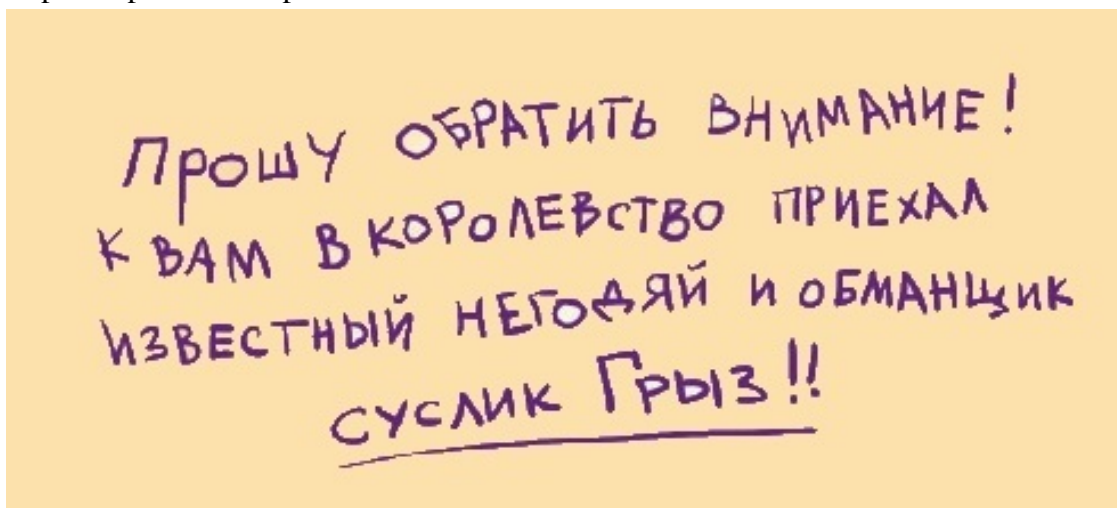 Прошу обратить внимание!
к вам в королевство приехал
известный негодяй и обманщик
суслик Грыз!!